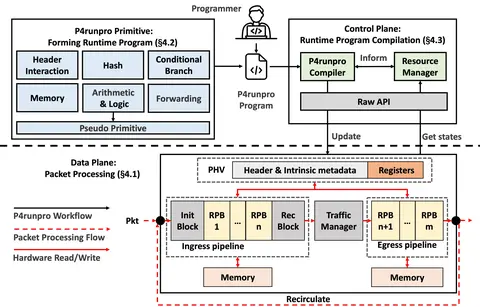 Programmer
P4runpro Primitive:
Forming Runtime Program (§4.2)
Header
Interaction
Hash
Conditional
Branch
Memory
Arithmetic
& Logic
Forwarding
Pseudo Primitive
P4runpro
Program
Control Plane:
Runtime Program Compilation (§4.3)
P4runpro
Compiler
Inform
Resource
Manager
Raw API
Update
Get states
Data Plane:
Packet Processing (§4.1)
PHV
Header & Intrinsic metadata
Registers
P4runpro Workflow
Packet Processing Flow
Hardware Read/Write
Pkt
Init
Block
RPB
1
...
RPB
n
Rec
Block
Ingress pipeline
Traffic
Manager
RPB
n+1
...
RPB
m
Egress pipeline
Memory
Memory
Recirculate